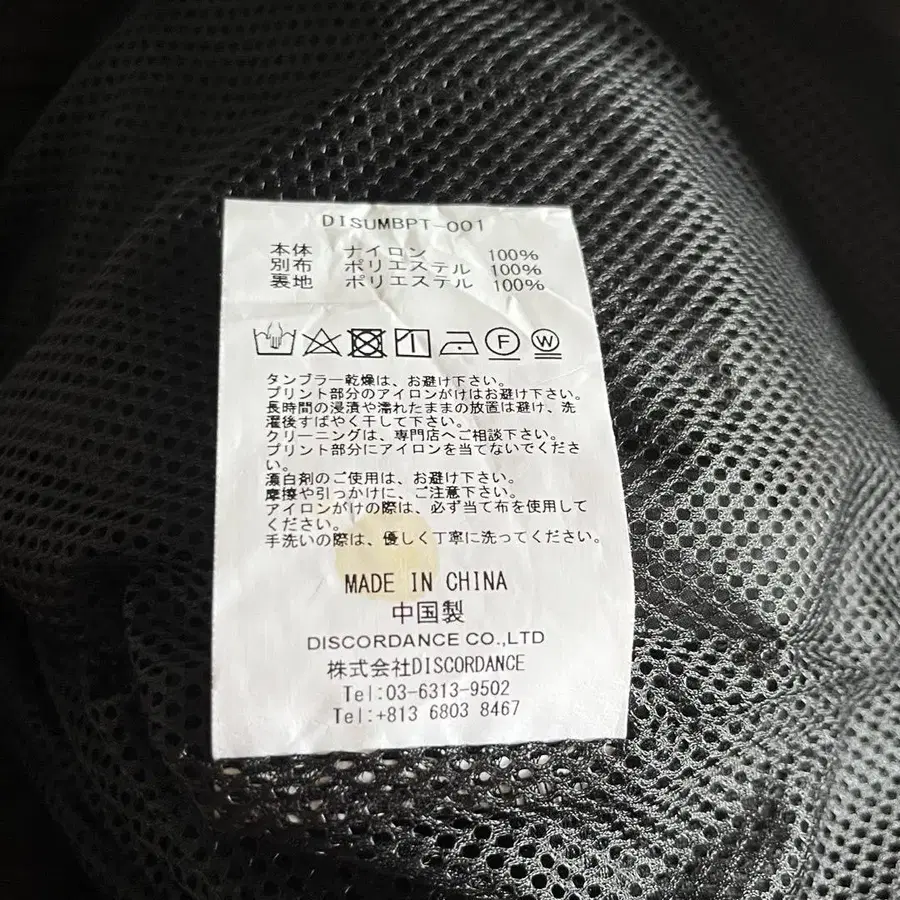 DISUMBPT-001
本体 ナイロン 100%
別布 ポリエステル 100%
裏地 ポリエステル 100%
F W
タンブラー乾燥は、お避け下さい。
プリント部分のアイロンがけはお避け下さい。
長時間の浸漬や濡れたままの放置は避け、洗
濯後すばやく干して下さい。
クリーニングは、専門店へご相談下さい。
プリント部分にアイロンを当てないでくださ
い。
漂白剤のご使用は、お避け下さい。
摩擦や引っかけに、ご注意下さい。
アイロンがけの際は、必ず当て布を使用して
ください。
手洗いの際は、優しく丁寧に洗ってください。
MADE IN CHINA
中国製
DISCORDANCE CO.,LTD
株式会社DISCORDANCE
Tel:03-6313-9502
Tel:+813 6803 8467